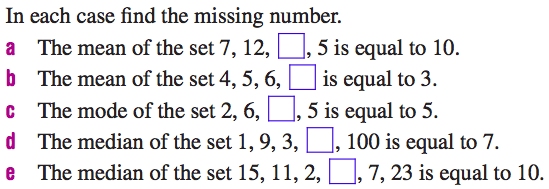 In each case find the missing number.
a The mean of the set 7, 12, □, 5 is equal to 10.
b The mean of the set 4, 5, 6, □ is equal to 3.
c The mode of the set 2, 6, □, 5 is equal to 5.
d The median of the set 1, 9, 3, □, 100 is equal to 7.
e The median of the set 15, 11, 2, □, 7, 23 is equal to 10.